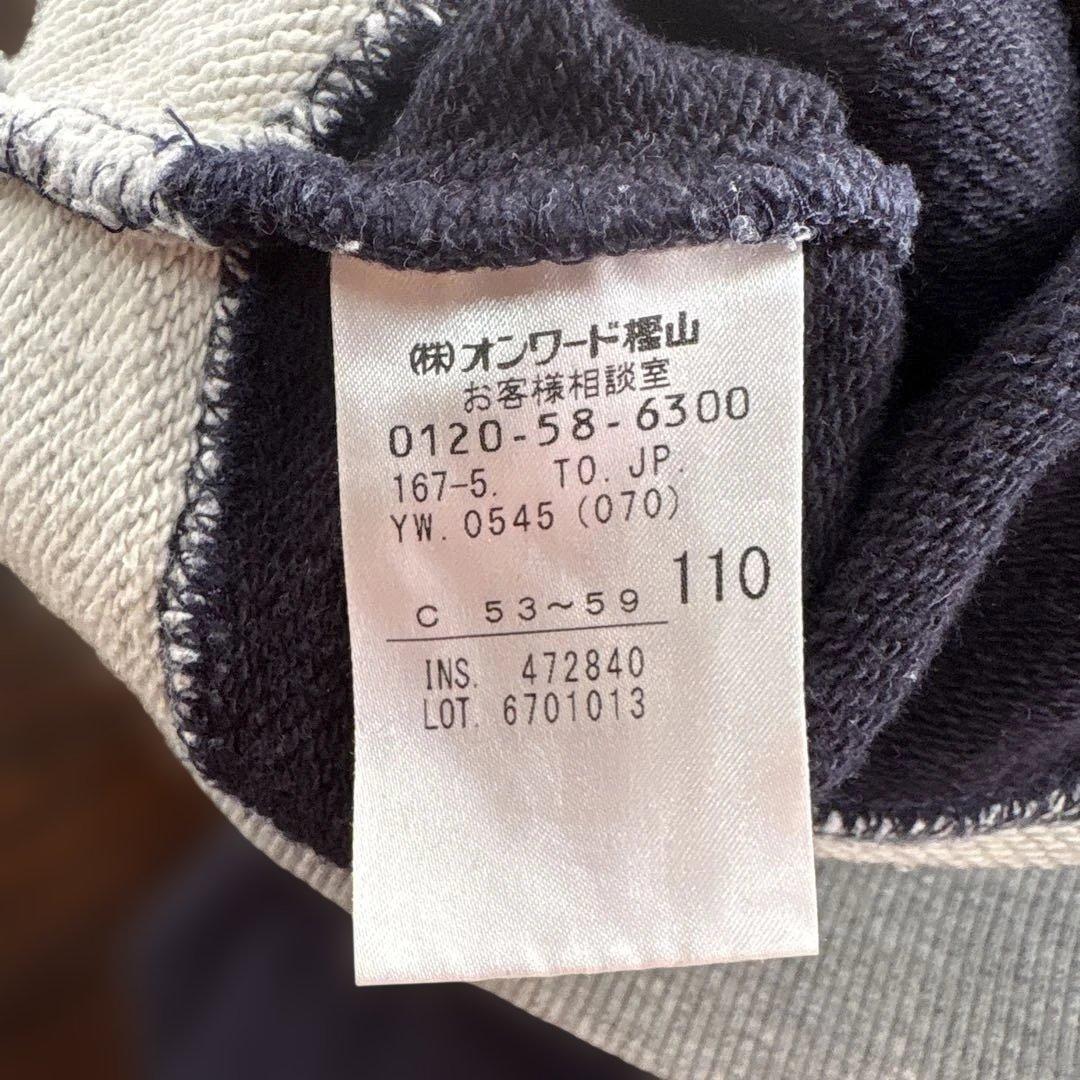 (株)オンワード樫山
お客様相談室
0120-58-6300
167-5. TO. JP.
YW. 0545 (070)
110
C 53~59
INS. 472840
LOT. 6701013